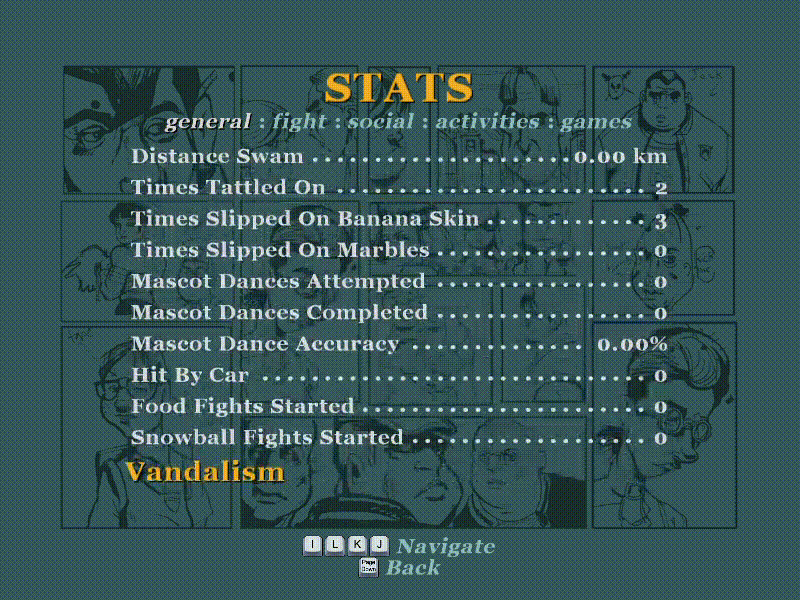 STATS
general : fight : social : activities : games
Distance Swam ..................... 0.00 km
Times Tattled On ......................... 2
Times Slipped On Banana Skin ............. 3
Times Slipped On Marbles ................. 0
Mascot Dances Attempted ................. 0
Mascot Dances Completed ................. 0
Mascot Dance Accuracy .............. 0.00%
Hit By Car ............................... 0
Food Fights Started ....................... 0
Snowball Fights Started ................... 0
Vandalism
I L K J Navigate
Page Down Back